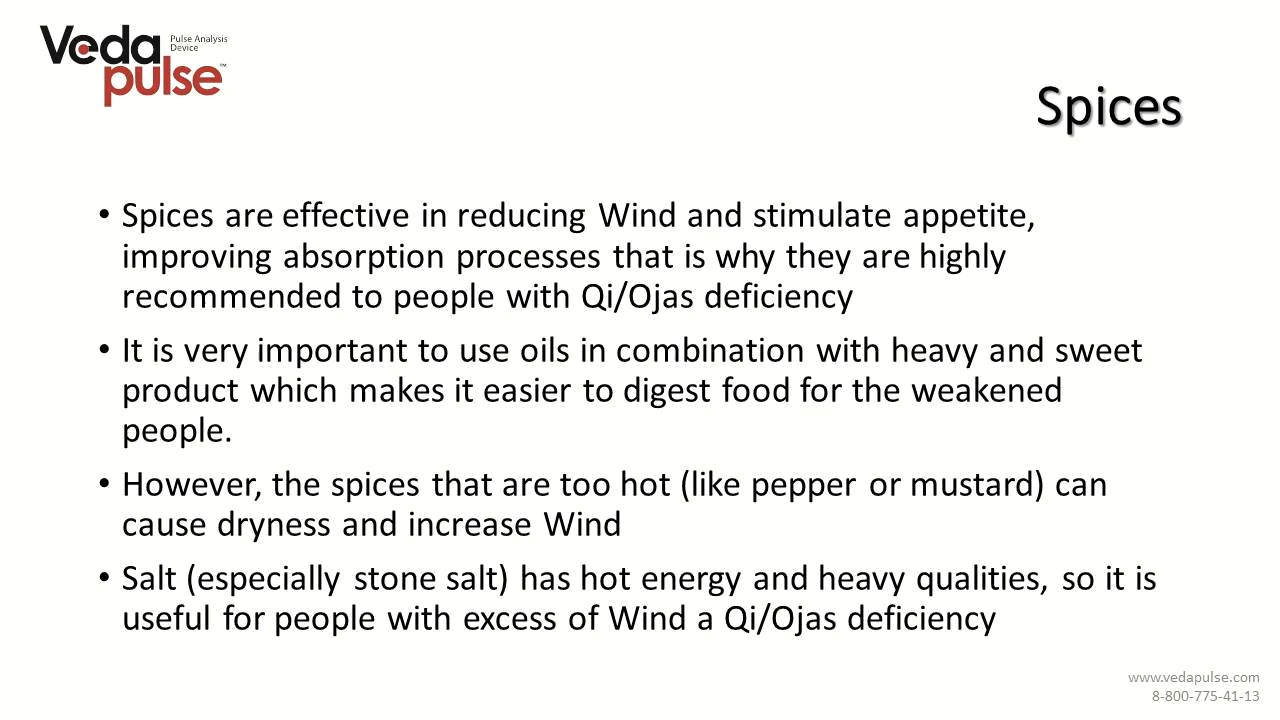 Veda
pulse™
Pulse Analysis
Device
Spices
• Spices are effective in reducing Wind and stimulate appetite,
improving absorption processes that is why they are highly
recommended to people with Qi/Ojas deficiency
• It is very important to use oils in combination with heavy and sweet
product which makes it easier to digest food for the weakened
people.
• However, the spices that are too hot (like pepper or mustard) can
cause dryness and increase Wind
• Salt (especially stone salt) has hot energy and heavy qualities, so it is
useful for people with excess of Wind a Qi/Ojas deficiency
www.vedapulse.com
8-800-775-41-13